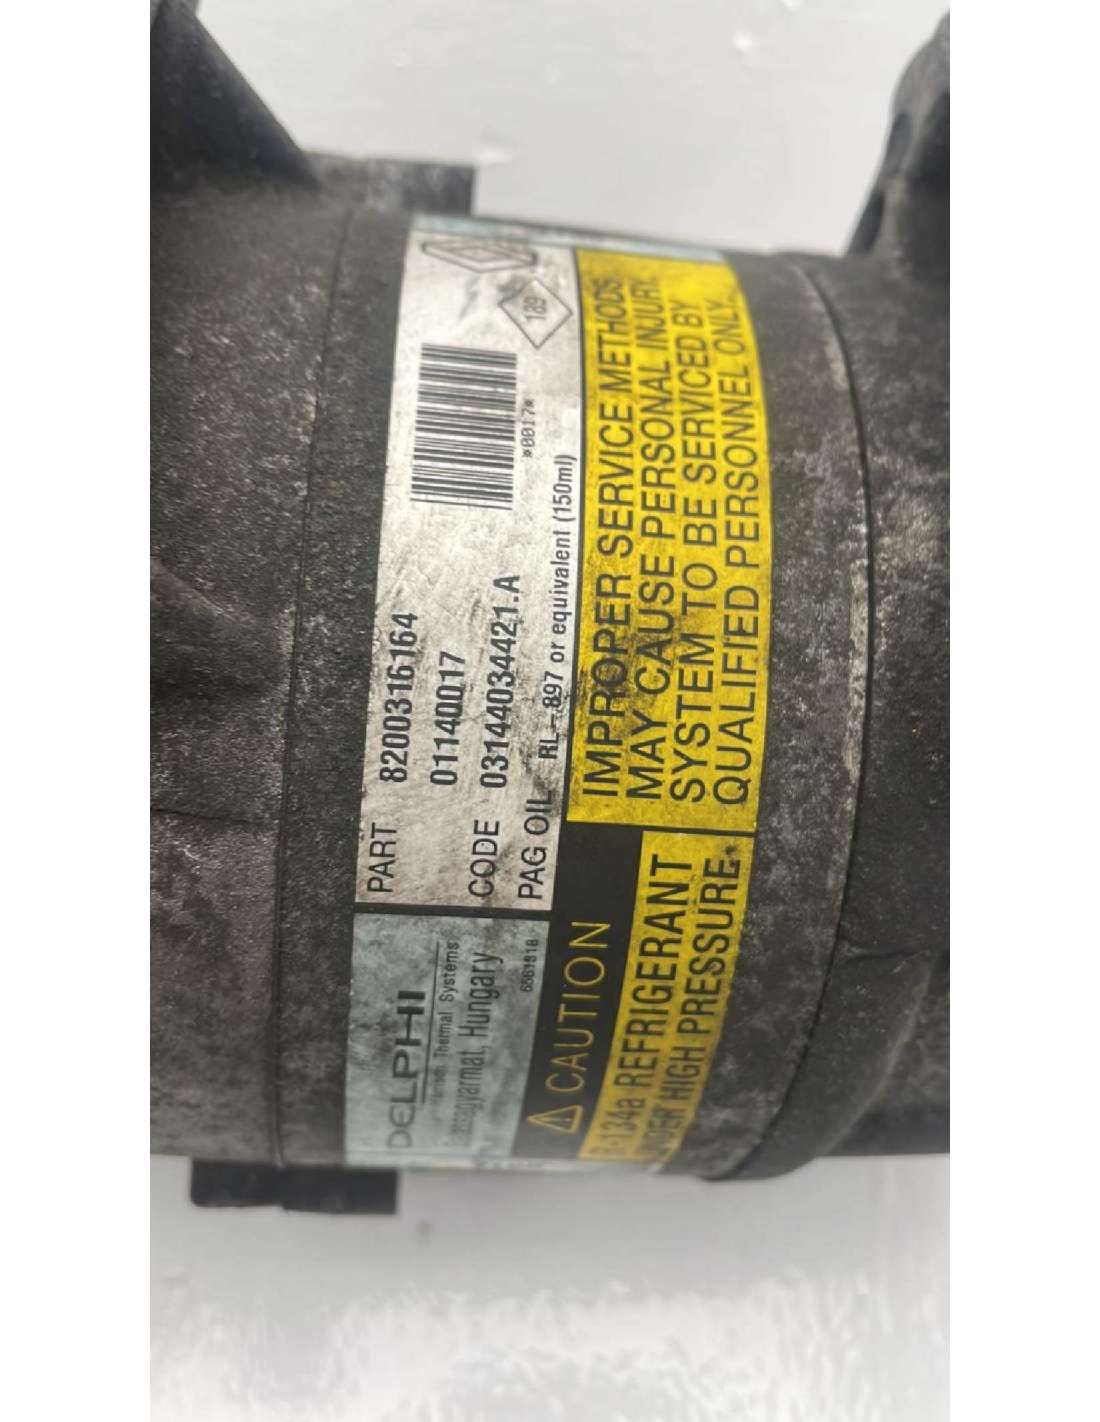 189
*0017*
PART 8200316164
01140017
CODE 03144034421.A
PAG OIL RL-897 or equivalent (150ml)
DELPHI
Thermal Systems
Hungary
6561318
IMPROPER SERVICE METHODS
MAY CAUSE PERSONAL INJURY.
SYSTEM TO BE SERVICED BY
QUALIFIED PERSONNEL ONLY.
CAUTION
R-134a REFRIGERANT
UNDER HIGH PRESSURE.